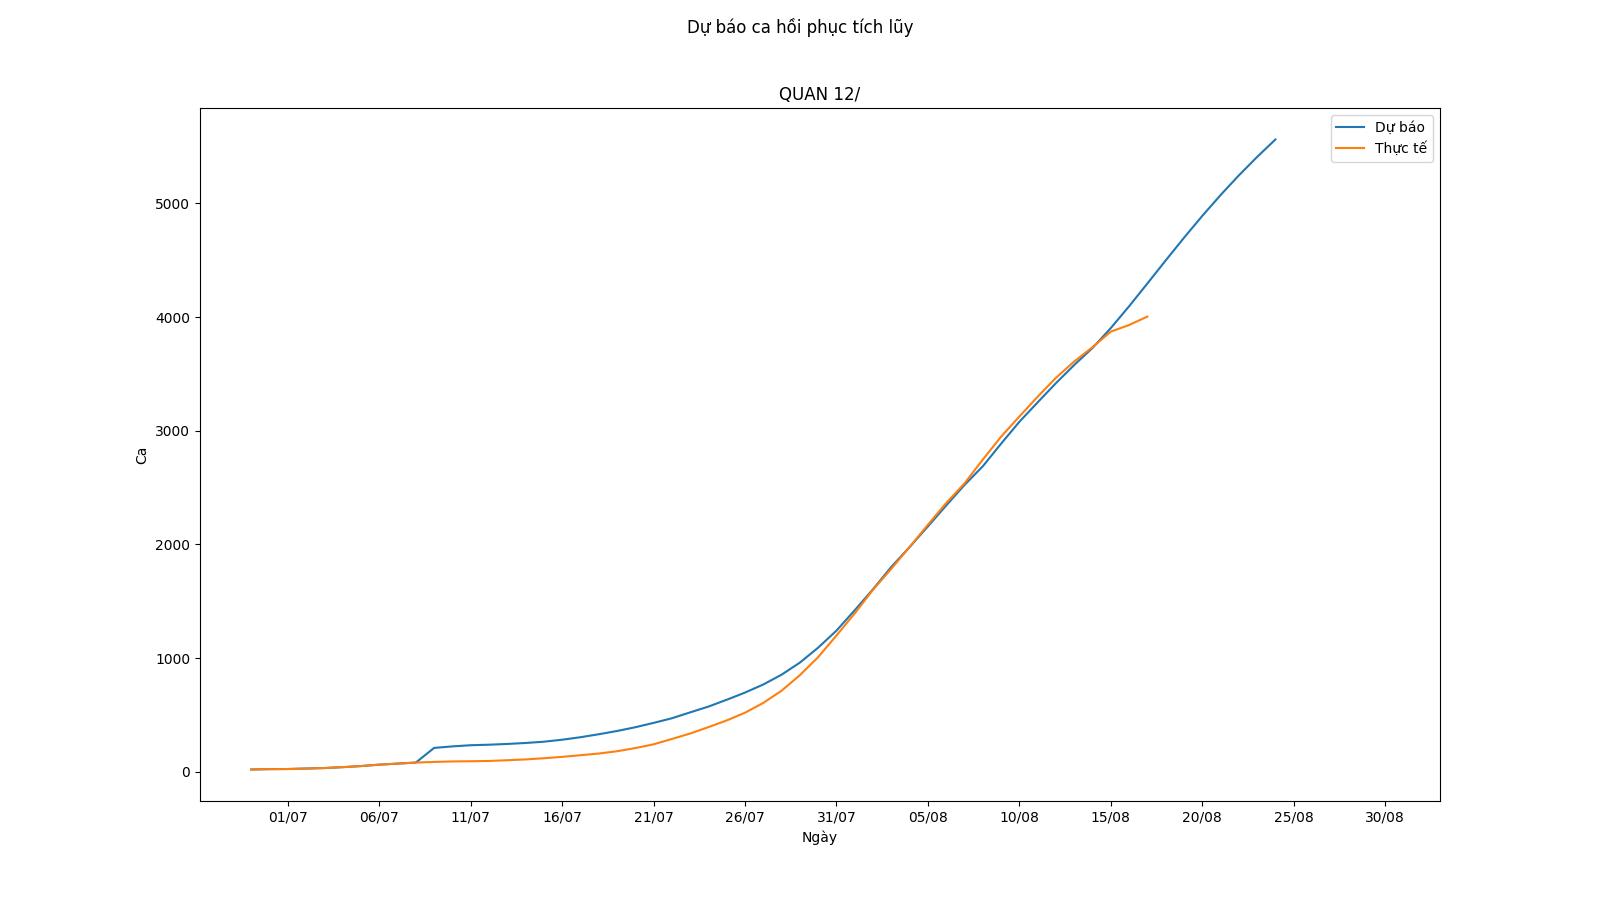 Dự báo ca hồi phục tích lũy
QUAN 12/
Dự báo
Thực tế
5000
4000
3000
2000
1000
0
Ca
01/07 06/07 11/07 16/07 21/07 26/07 31/07 05/08 10/08 15/08 20/08 25/08 30/08
Ngày